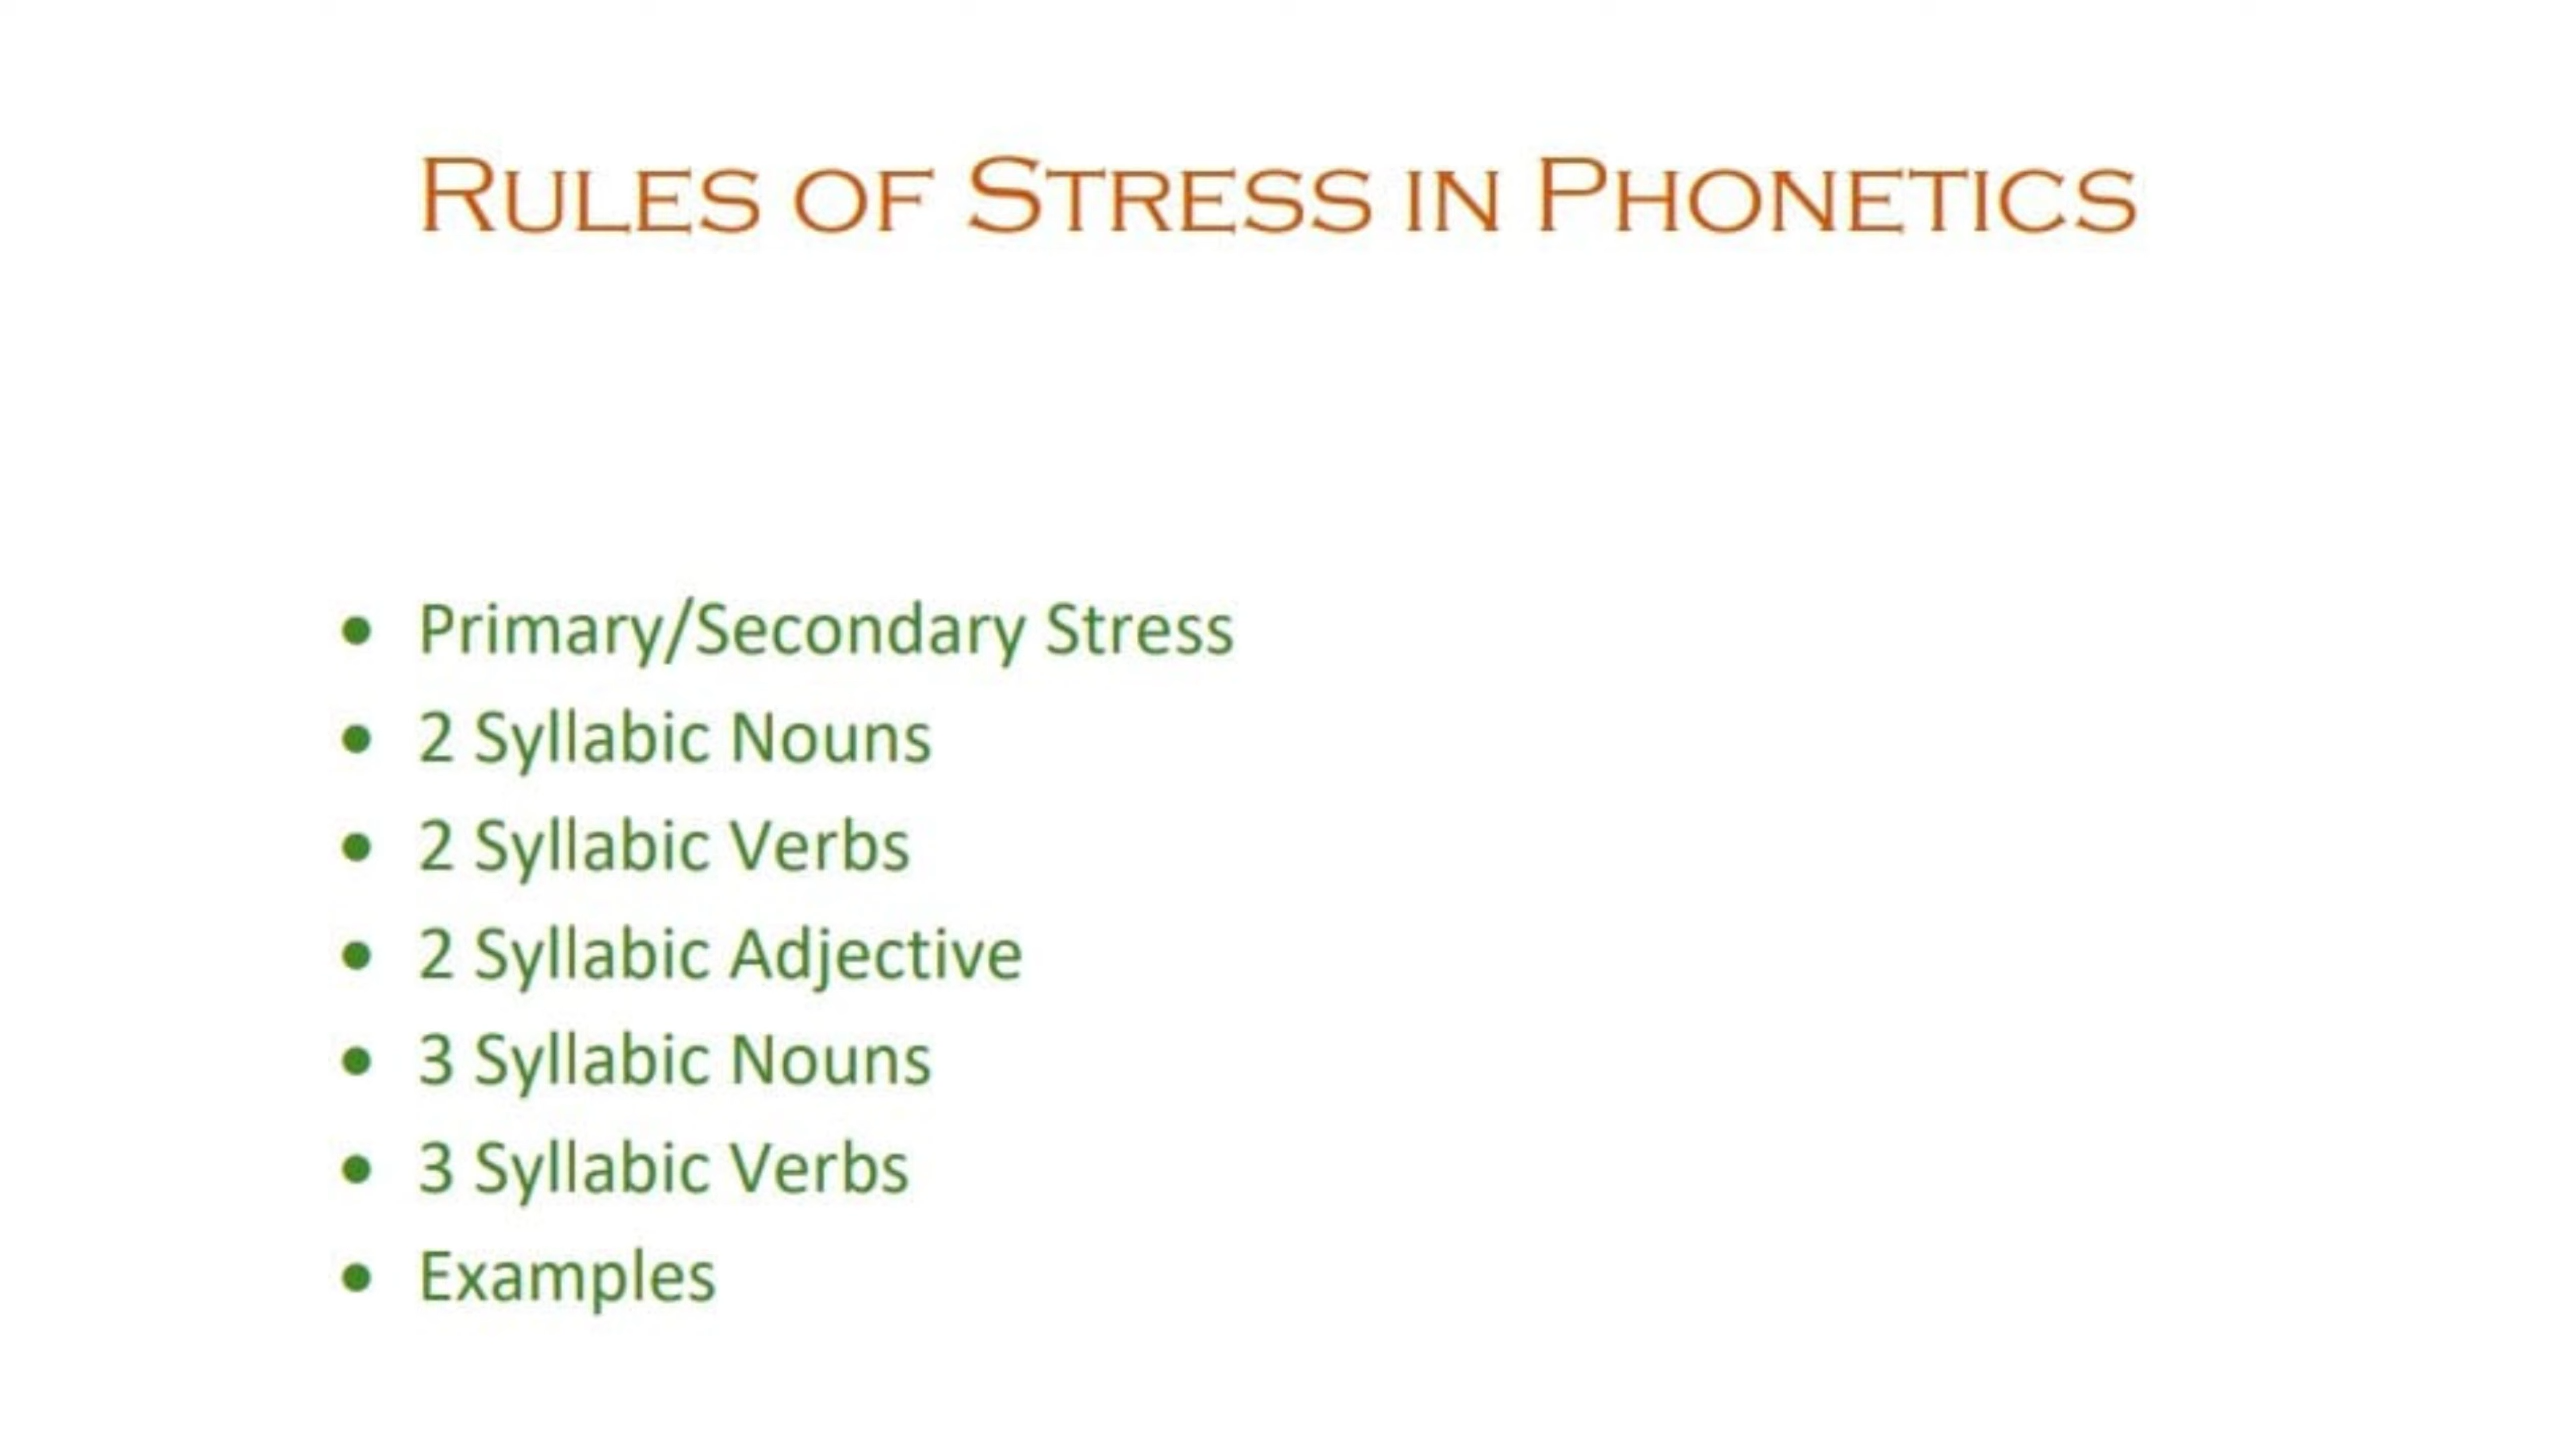 RULES OF STRESS IN PHONETICS
• Primary/Secondary Stress
• 2 Syllabic Nouns
• 2 Syllabic Verbs
• 2 Syllabic Adjective
• 3 Syllabic Nouns
• 3 Syllabic Verbs
• Examples